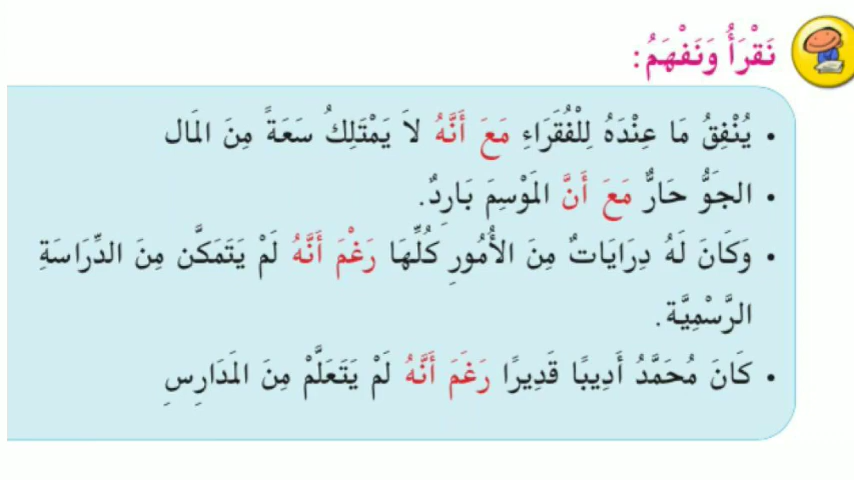 نَقْرَأُ وَنَفْهَمُ:
• يُنْفِقُ مَا عِنْدَهُ لِلْفُقَرَاءِ مَعَ أَنَّهُ لاَ يَمْتَلِكُ سَعَةً مِنَ المَال
• الجَوُّ حَارٌّ مَعَ أَنَّ المَوْسِمَ بَارِدٌ.
• وَكَانَ لَهُ دِرَايَاتٌ مِنَ الأُمُورِ كُلِّهَا رَغْمَ أَنَّهُ لَمْ يَتَمَكَّن مِنَ الدِّرَاسَةِ
الرَّسْمِيَّة.
• كَانَ مُحَمَّدُ أَدِيبًا قَدِيرًا رَغَمَ أَنَّهُ لَمْ يَتَعَلَّمْ مِنَ المَدَارِسِ